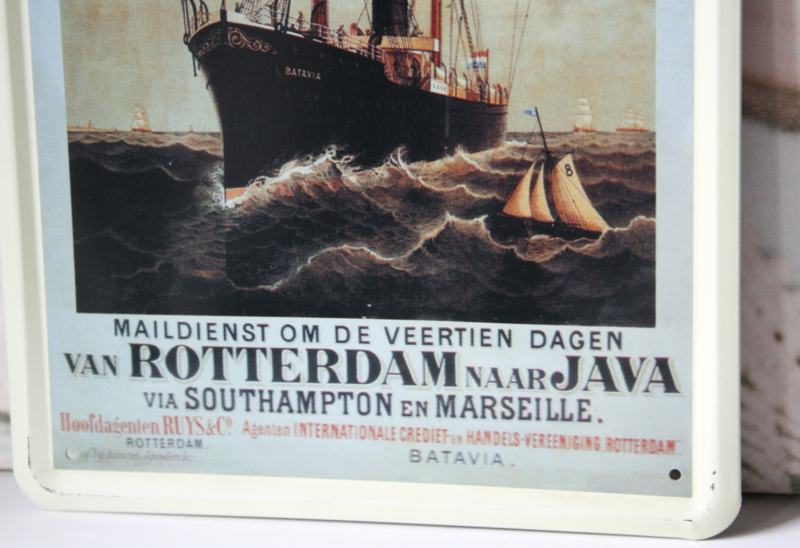 BATAVIA
8
MAILDIENST OM DE VEERTIEN DAGEN
VAN ROTTERDAM NAAR JAVA
VIA SOUTHAMPTON EN MARSEILLE.
Hoofdagenten RUYS & Co Agenten INTERNATIONALE CREDIET- EN HANDELS-VEREENIGING ROTTERDAM
ROTTERDAM.
BATAVIA.